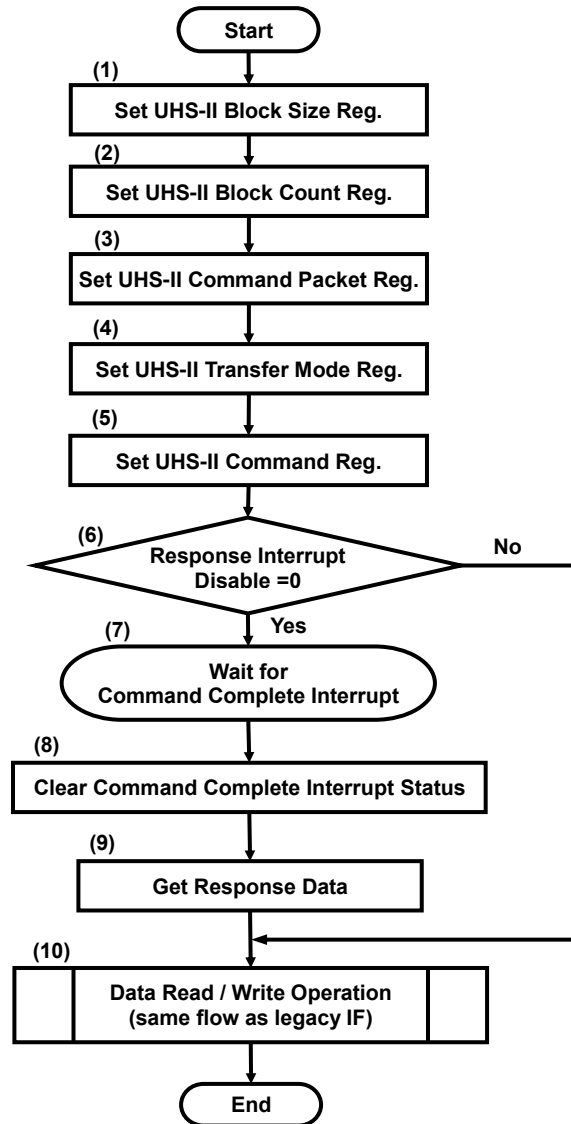 Start
(1)
Set UHS-II Block Size Reg.
(2)
Set UHS-II Block Count Reg.
(3)
Set UHS-II Command Packet Reg.
(4)
Set UHS-II Transfer Mode Reg.
(5)
Set UHS-II Command Reg.
(6)
Response Interrupt
Disable =0
No
Yes
(7)
Wait for
Command Complete Interrupt
(8)
Clear Command Complete Interrupt Status
(9)
Get Response Data
(10)
Data Read / Write Operation
(same flow as legacy IF)
End